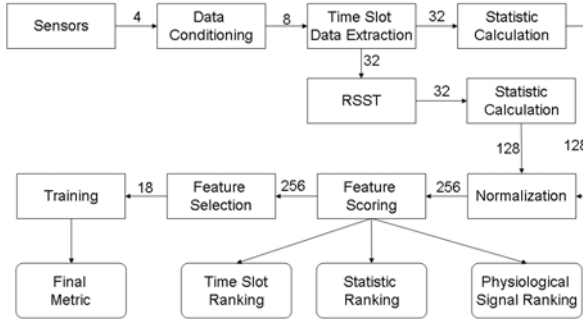 Sensors
4
Data
Conditioning
8
Time Slot
Data Extraction
32
Statistic
Calculation
32
RSST
32
Statistic
Calculation
128
128
Training
18
Feature
Selection
256
Feature
Scoring
256
Normalization
Final
Metric
Time Slot
Ranking
Statistic
Ranking
Physiological
Signal Ranking